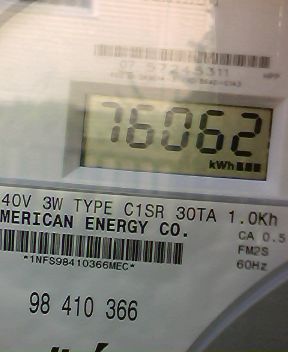 76062
kWh
40V 3W TYPE C1SR 30TA 1.0Kh
MERICAN ENERGY CO.
CA 0.5
FM2S
*1NFS98410366MEC*
60Hz
98 410 366